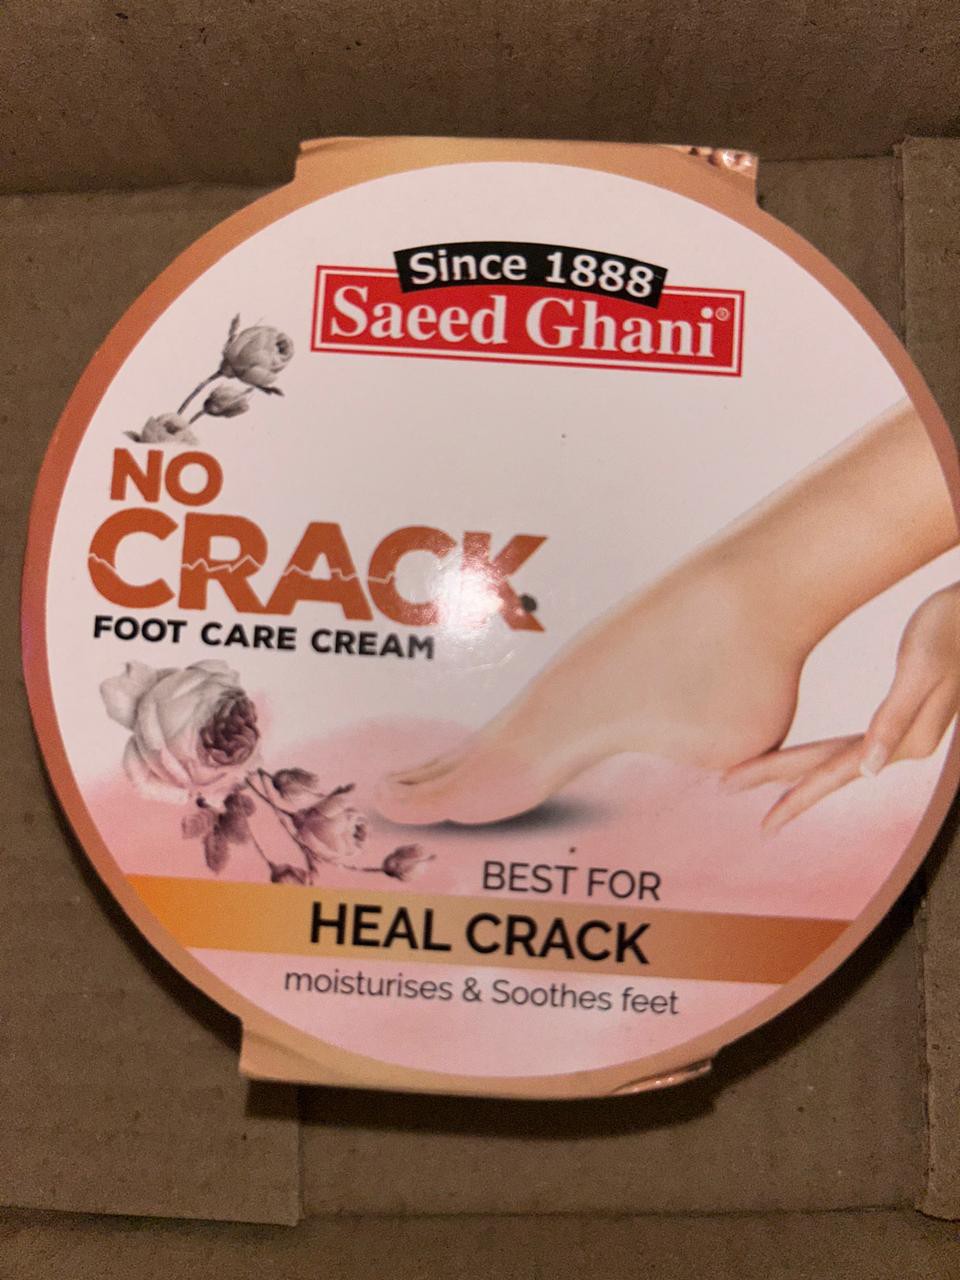 Since 1888
Saeed Ghani®
NO
CRACK
FOOT CARE CREAM
BEST FOR
HEAL CRACK
moisturises & Soothes feet